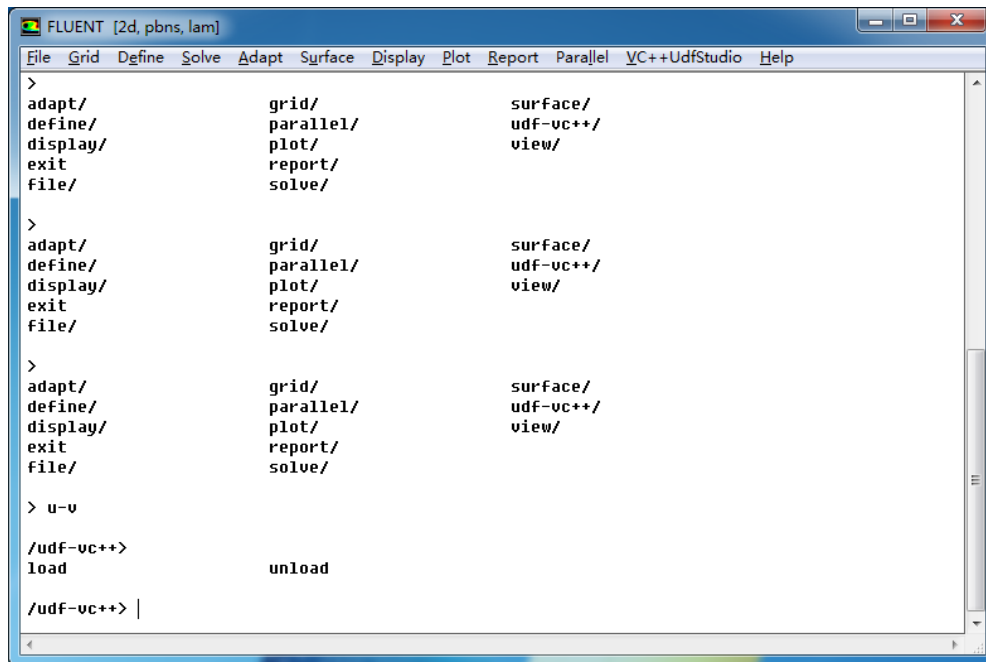 FLUENT [2d, pbns, lam]
File Grid Define Solve Adapt Surface Display Plot Report Parallel VC++UdfStudio Help
>
adapt/ grid/ surface/
define/ parallel/ udf-vc++/
display/ plot/ view/
exit report/
file/ solve/
>
adapt/ grid/ surface/
define/ parallel/ udf-vc++/
display/ plot/ view/
exit report/
file/ solve/
>
adapt/ grid/ surface/
define/ parallel/ udf-vc++/
display/ plot/ view/
exit report/
file/ solve/
> u-v
/udf-vc++>
load unload
/udf-vc++>